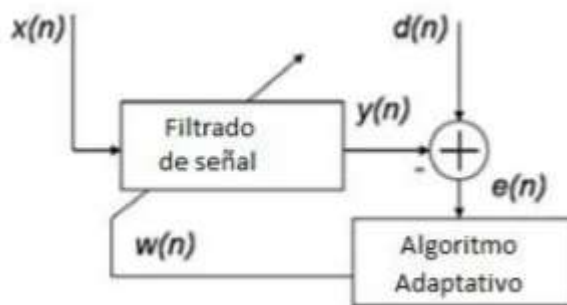 x(n)
d(n)
Filtrado
de señal
y(n)
+
-
e(n)
w(n)
Algoritmo
Adaptativo